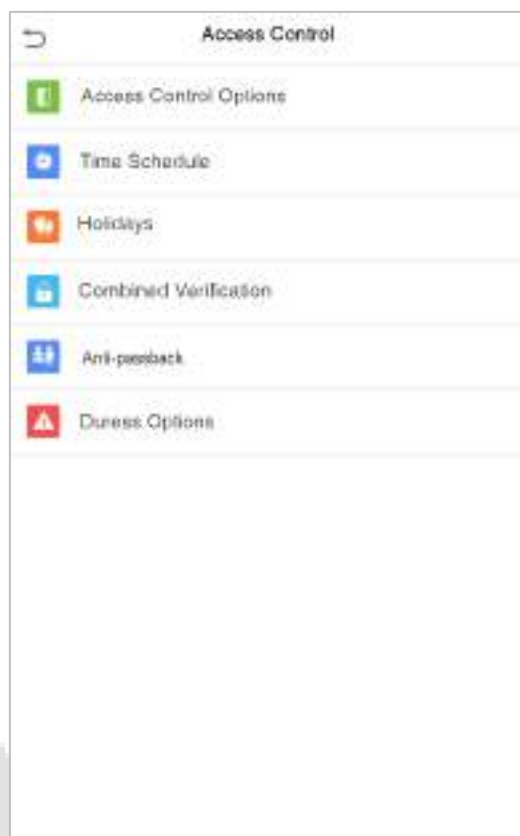 Access Control
Access Control Options
Time Schedule
Holidays
Combined Verification
Anti-passback
Duress Options